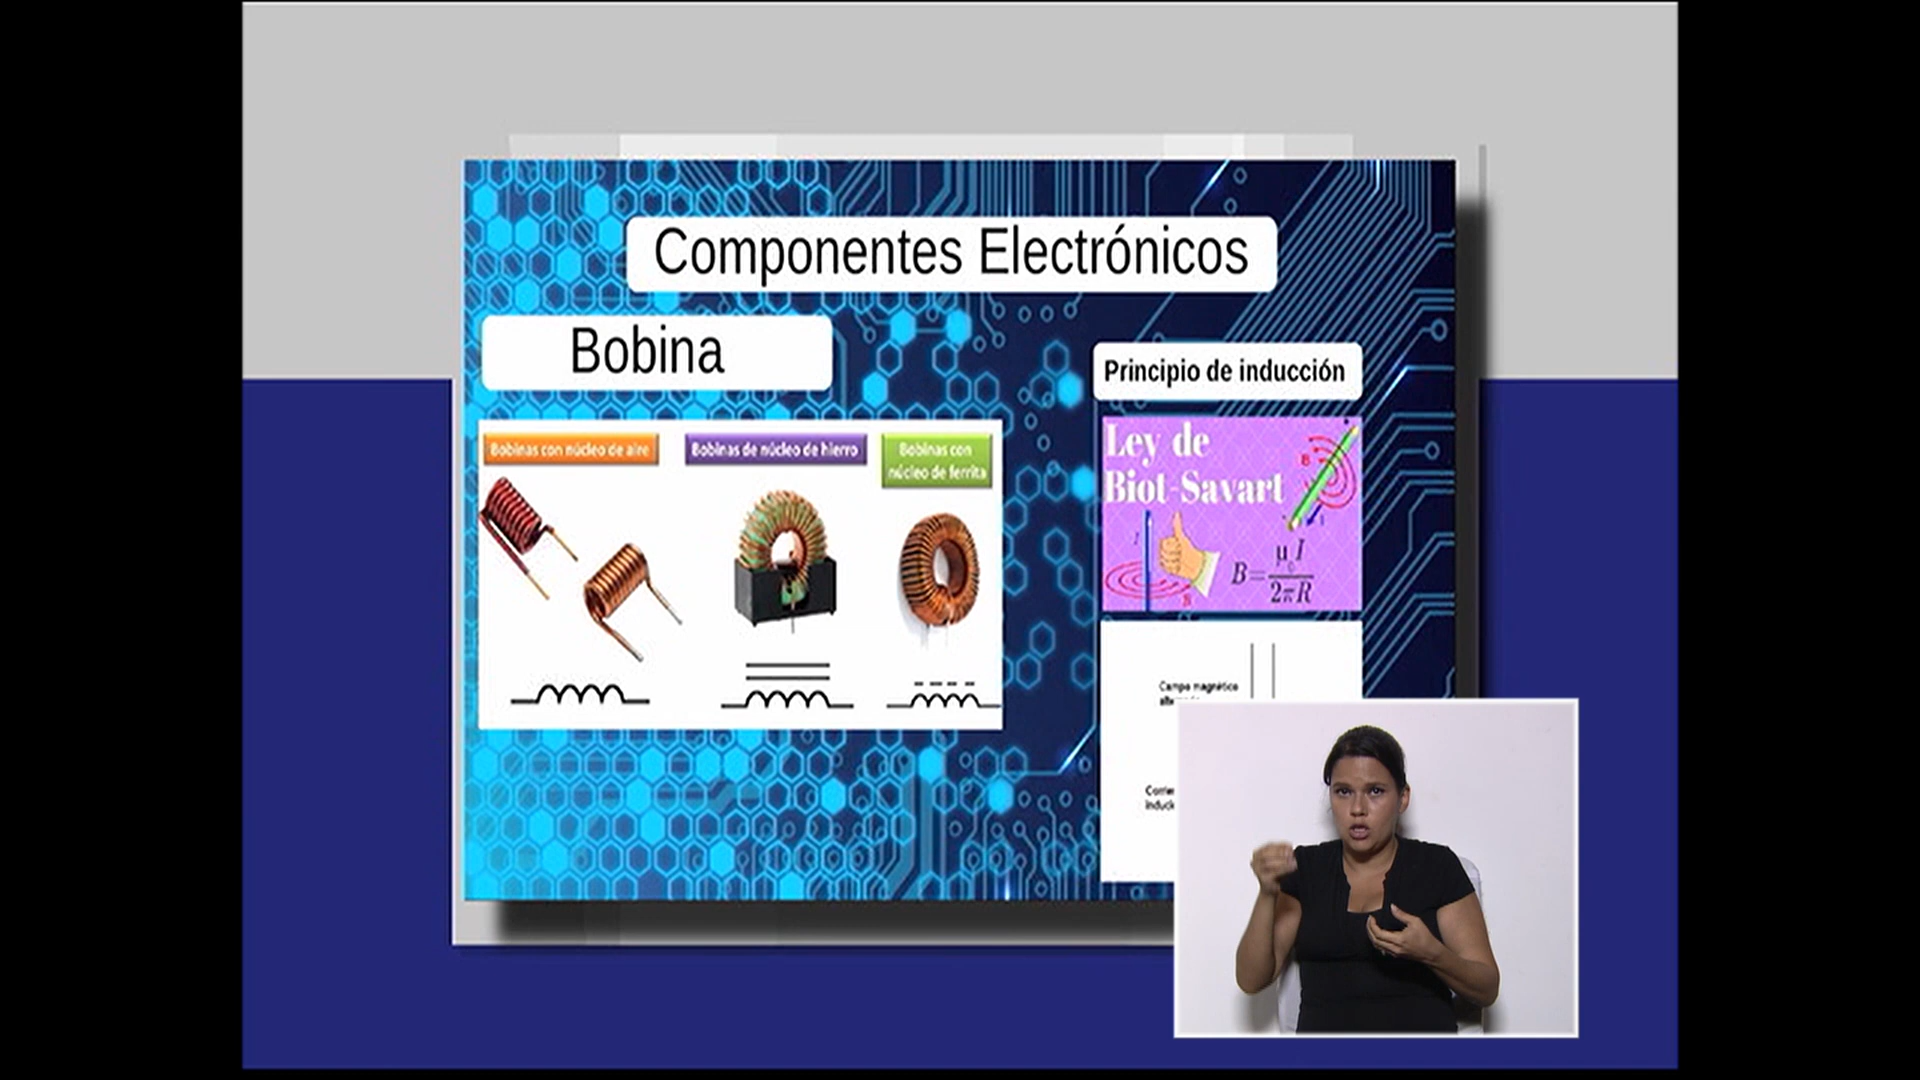 Componentes Electrónicos
Bobina
Principio de inducción
Bobinas con núcleo de aire
Bobinas de núcleo de hierro
Bobinas con
núcleo de ferrita
Ley de
Biot-Savart
B
I
I
B
B=μ₀I/2πR
Campo magnético